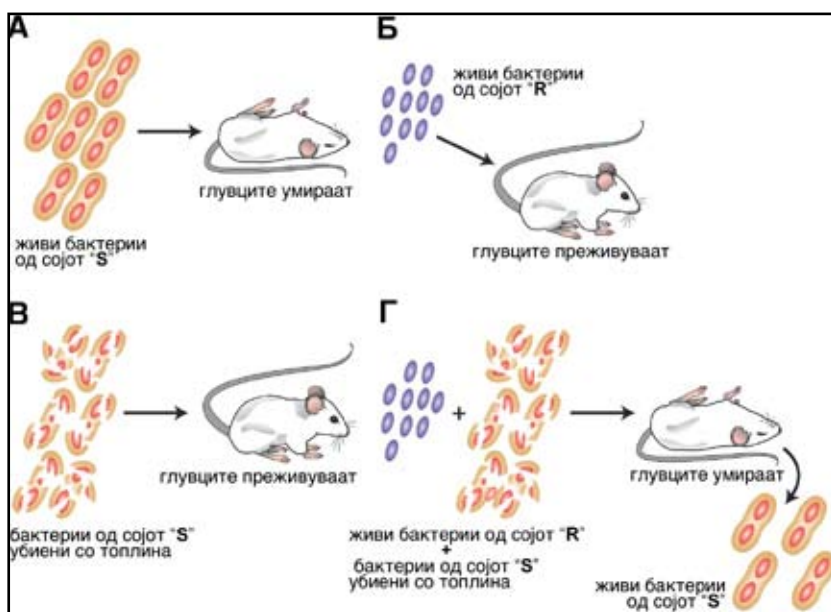 А
живи бактерии
од сојот "S"
глувците умираат
Б
живи бактерии
од сојот "R"
глувците преживуваат
В
бактерии од сојот "S"
убиени со топлина
глувците преживуваат
Г
+
живи бактерии од сојот "R"
+
бактерии од сојот "S"
убиени со топлина
глувците умираат
живи бактерии
од сојот "S"